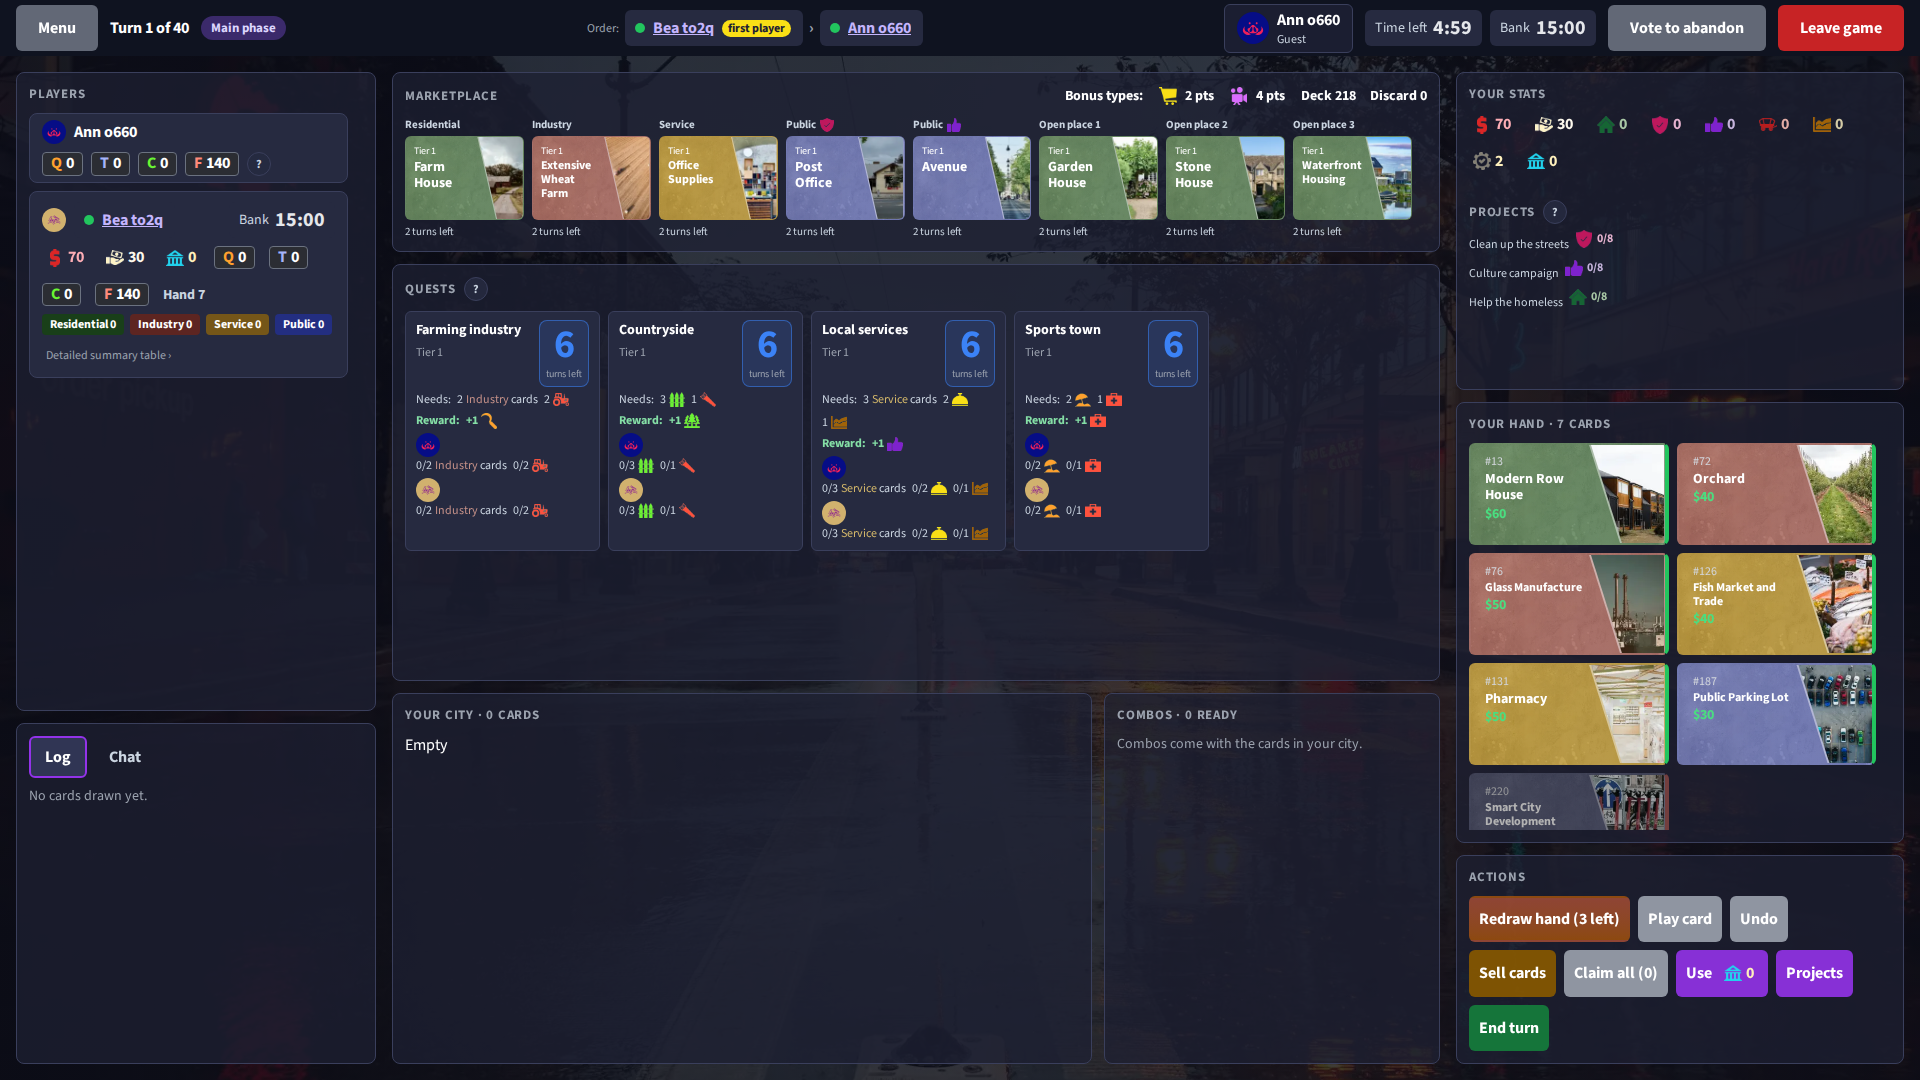 Menu
Turn 1 of 40
Main phase
Order:
Bea to2q
first player
›
Ann o660
Ann o660
Guest
Time left 4:59
Bank 15:00
Vote to abandon
Leave game
PLAYERS
Ann o660
Q 0 T 0 C 0 F 140 ?
Bea to2q
Bank 15:00
70 30 0 Q 0 T 0
C 0 F 140 Hand 7
Residential 0 Industry 0 Service 0 Public 0
Detailed summary table ›
Log
Chat
No cards drawn yet.
MARKETPLACE
Bonus types: 2 pts 4 pts Deck 218 Discard 0
Residential
Tier 1
Farm
House
2 turns left
Industry
Tier 1
Extensive
Wheat
Farm
2 turns left
Service
Tier 1
Office
Supplies
2 turns left
Public
Tier 1
Post
Office
2 turns left
Public
Tier 1
Avenue
2 turns left
Open place 1
Tier 1
Garden
House
2 turns left
Open place 2
Tier 1
Stone
House
2 turns left
Open place 3
Tier 1
Waterfront
Housing
2 turns left
QUESTS ?
Farming industry
Tier 1
6
turns left
Needs: 2 Industry cards 2
Reward: +1
0/2 Industry cards 0/2
0/2 Industry cards 0/2
Countryside
Tier 1
6
turns left
Needs: 3 1
Reward: +1
0/3 0/1
0/3 0/1
Local services
Tier 1
6
turns left
Needs: 3 Service cards 2
1
Reward: +1
0/3 Service cards 0/2 0/1
0/3 Service cards 0/2 0/1
Sports town
Tier 1
6
turns left
Needs: 2 1
Reward: +1
0/2 0/1
0/2 0/1
YOUR CITY · 0 CARDS
Empty
COMBOS · 0 READY
Combos come with the cards in your city.
YOUR STATS
70 30 0 0 0 0 0
2 0
PROJECTS ?
Clean up the streets 0/8
Culture campaign 0/8
Help the homeless 0/8
YOUR HAND · 7 CARDS
#13
Modern Row
House
$60
#72
Orchard
$40
#76
Glass Manufacture
$50
#126
Fish Market and
Trade
$40
#131
Pharmacy
$50
#187
Public Parking Lot
$30
#220
Smart City
Development
ACTIONS
Redraw hand (3 left)
Play card
Undo
Sell cards
Claim all (0)
Use 0
Projects
End turn